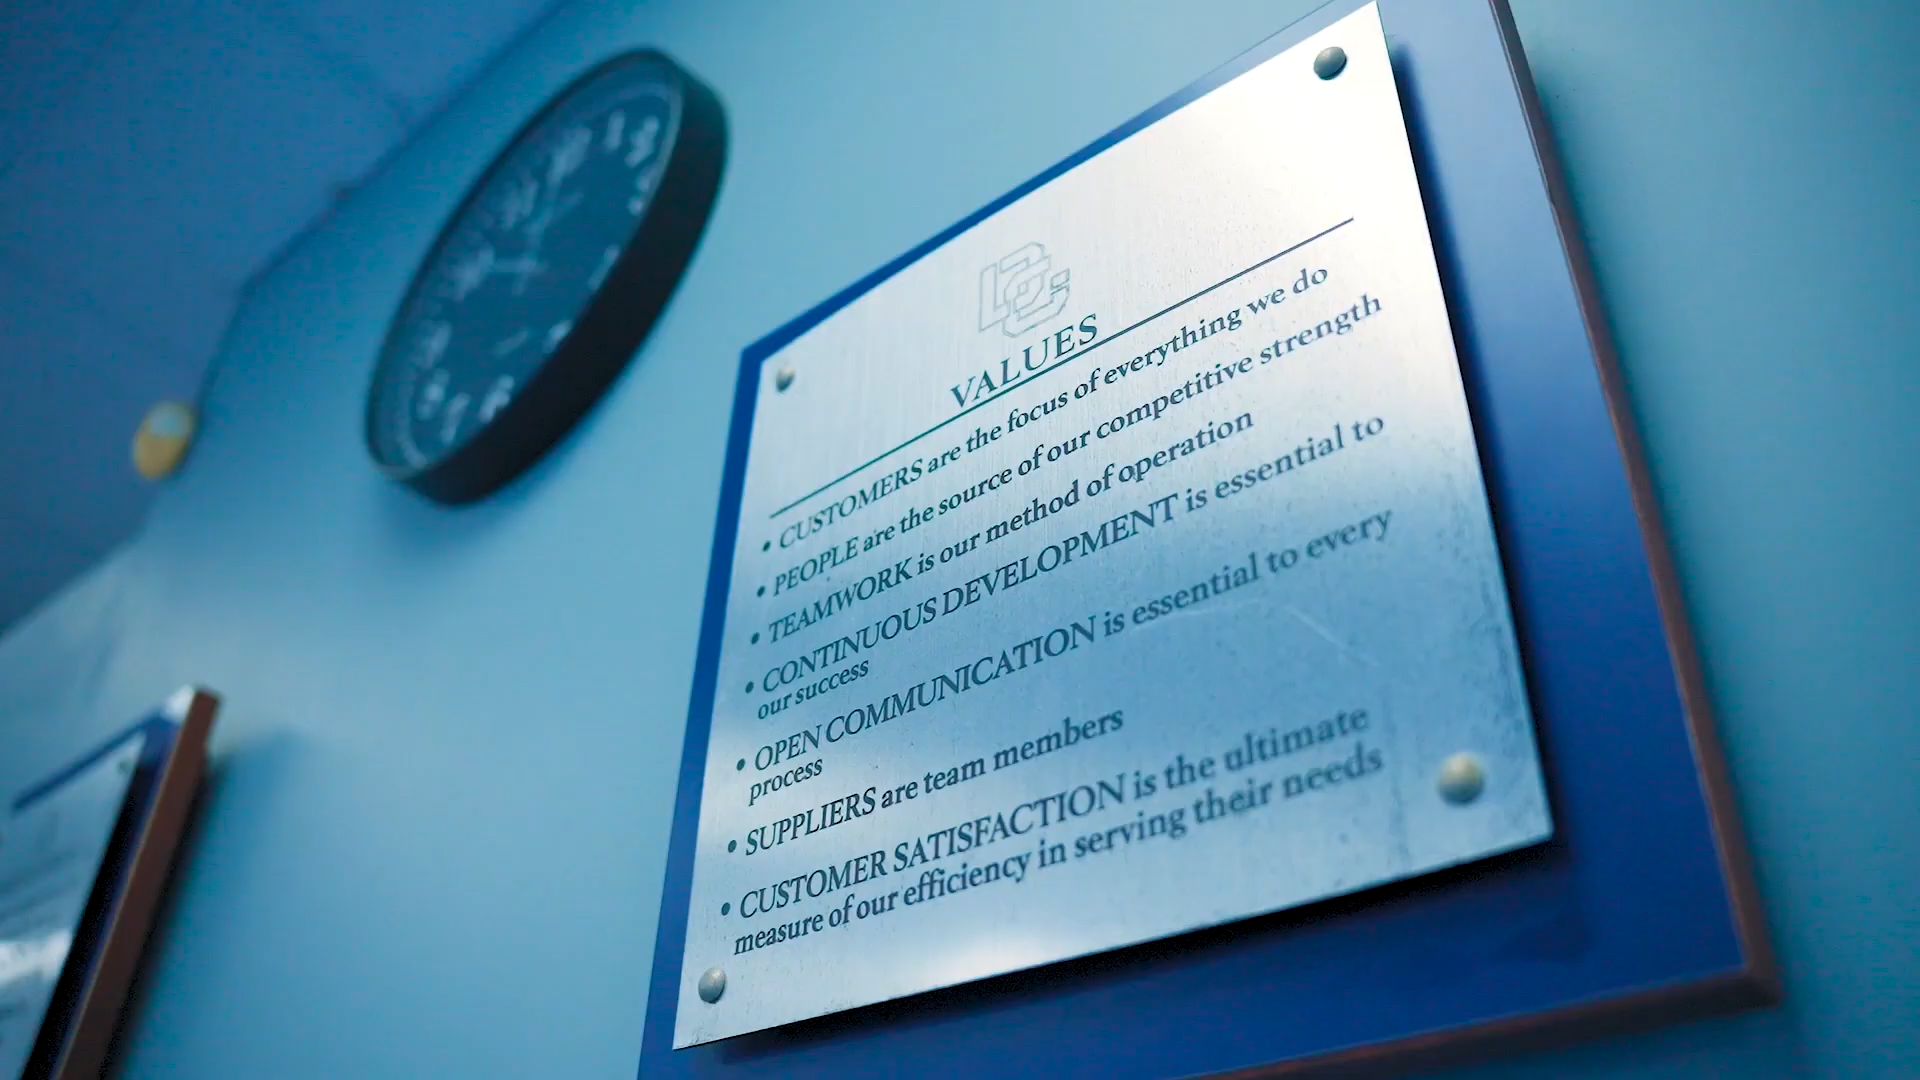 VALUES
• CUSTOMERS are the focus of everything we do
• PEOPLE are the source of our competitive strength
• TEAMWORK is our method of operation
• CONTINUOUS DEVELOPMENT is essential to
our success
• OPEN COMMUNICATION is essential to every
process
• SUPPLIERS are team members
• CUSTOMER SATISFACTION is the ultimate
measure of our efficiency in serving their needs